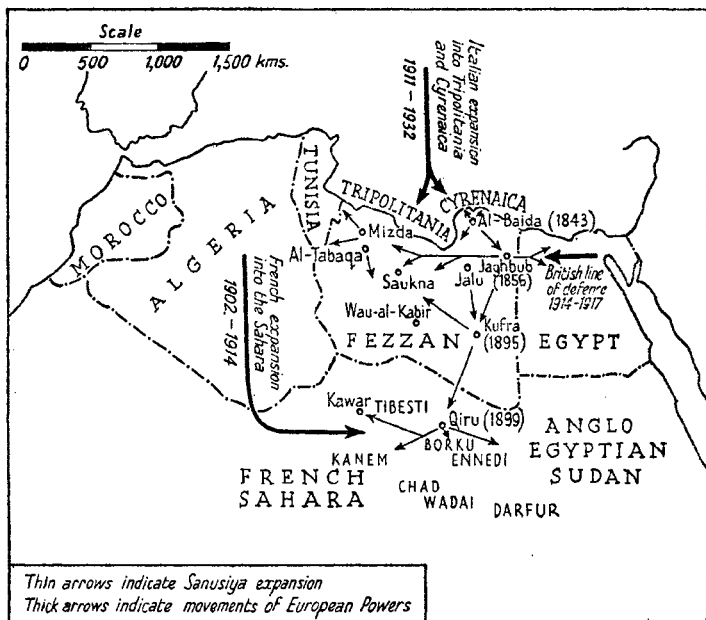 Scale
0 500 1,000 1,500 kms.
Italian expansion
into Tripolitania
and Cyrenaica
1911-1932
TUNISIA
TRIPOLITANIA
CYRENAICA
MOROCCO
ALGERIA
Al-Baida (1843)
Mizda
Al-Tabaqa
Saukna
Jalu
Jaghbub
(1856)
British line
of defence
1914-1917
French expansion
into the Sahara
1902-1914
Wau-al-Kabir
Kufra
(1895)
FEZZAN
EGYPT
Kawar
TIBESTI
Qiru (1899)
BORKU
ENNEDI
KANEM
ANGLO
EGYPTIAN
SUDAN
FRENCH
SAHARA
CHAD
WADAI
DARFUR
Thin arrows indicate Sanusiya expansion
Thick arrows indicate movements of European Powers